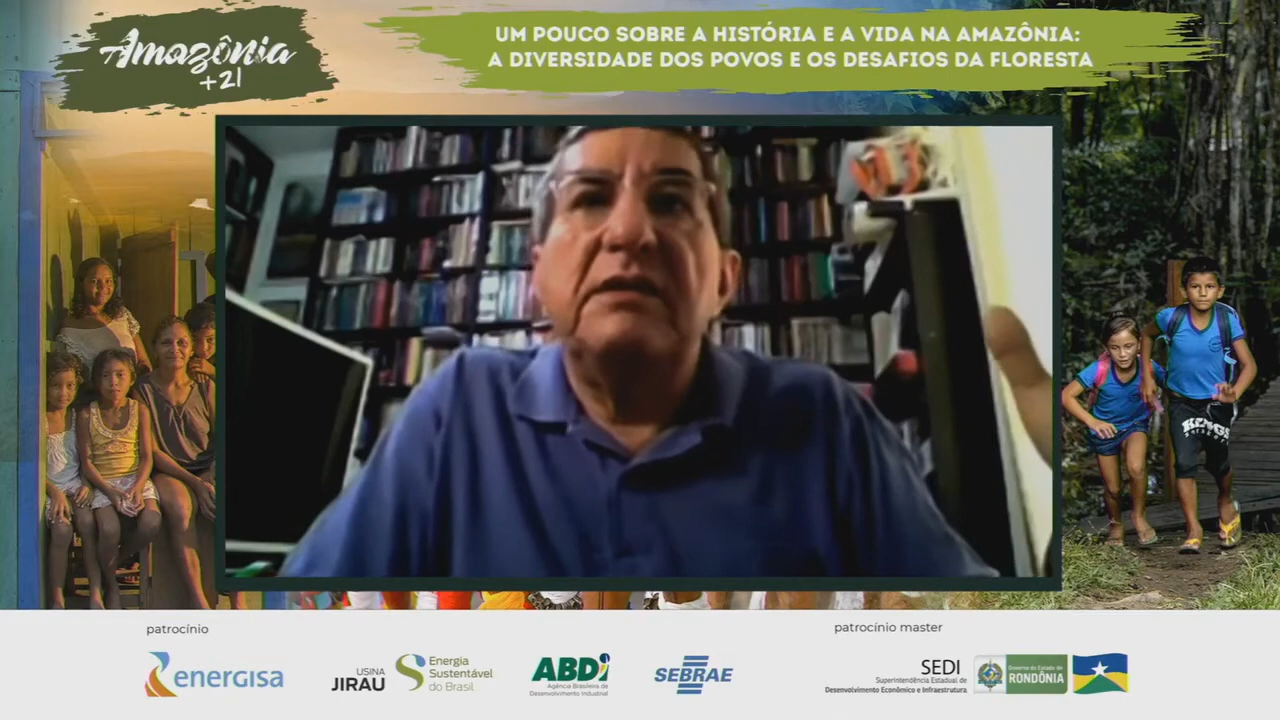 Amazônia
+21
UM POUCO SOBRE A HISTÓRIA E A VIDA NA AMAZÔNIA:
A DIVERSIDADE DOS POVOS E OS DESAFIOS DA FLORESTA
KINGS
patrocínio
patrocínio master
energisa
USINA
JIRAU
Energia
Sustentável
do Brasil
ABDI
Agência Brasileira de
Desenvolvimento Industrial
SEBRAE
SEDI
Superintendência Estadual de
Desenvolvimento Econômico e Infraestrutura
Governo do Estado de
RONDÔNIA